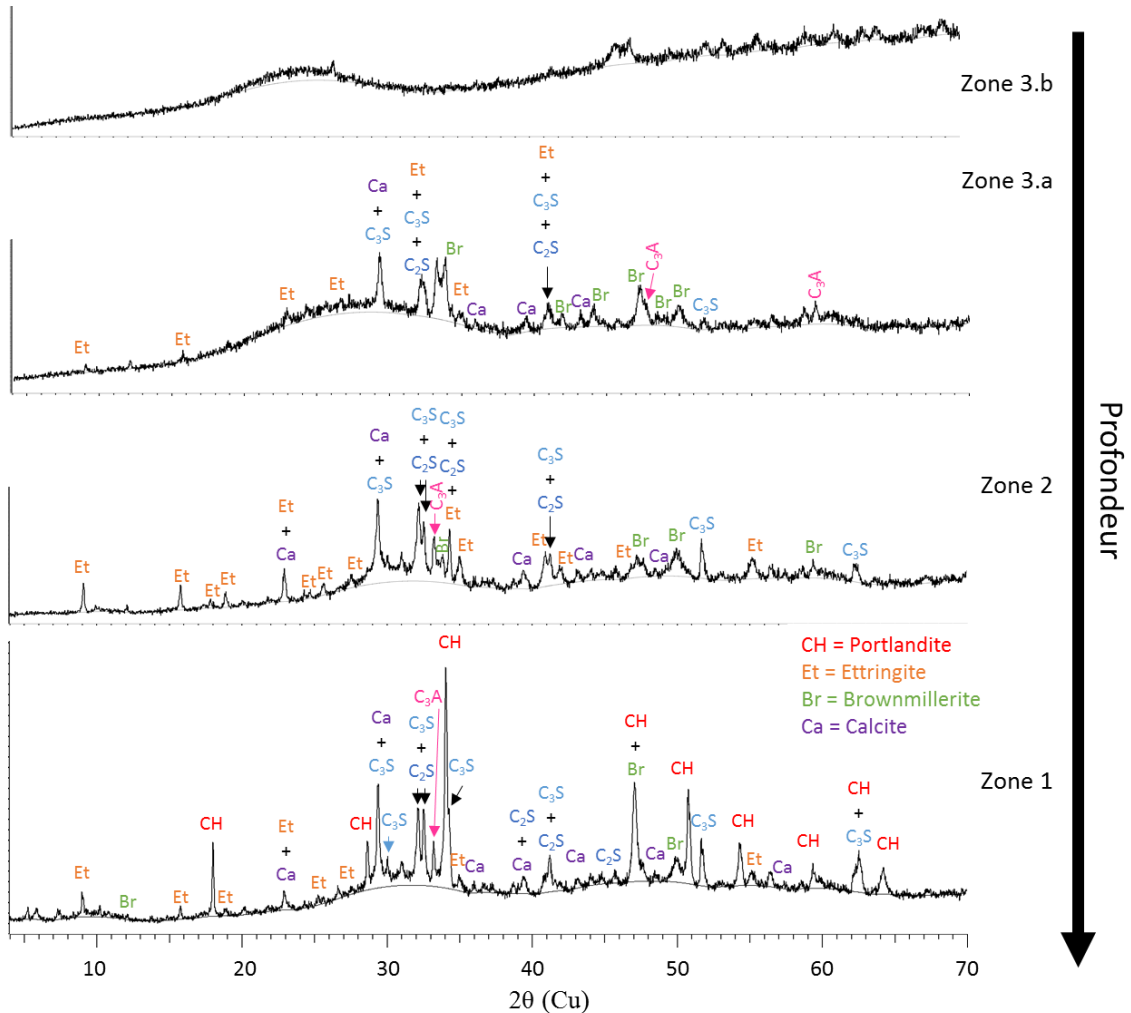 Zone 3.b
Zone 3.a
Et
+
C₃S
+
C₂S
Ca
+
C₃S
Et
+
C₃S
+
C₂S
Br
Et
Et
Et
Et
Et
Ca
Ca
Br
Ca
Br
Br
C₃A
Br
Br
C₃S
C₃A
Zone 2
Ca
+
C₃S
C₃S
+
C₂S
C₃A
Br
C₃S
+
C₂S
+
Et
Et
C₃S
+
C₂S
Et
+
Ca
Et
Et
Et
Et
Et
Et
Et
Ca
Et
Et
Ca
Et
Br
Ca
Br
C₃S
Et
Br
C₃S
Profondeur
CH = Portlandite
Et = Ettringite
Br = Brownmillerite
Ca = Calcite
Zone 1
CH
C₃A
Ca
+
C₃S
C₃S
C₃S
+
C₂S
C₃S
CH
+
Br
CH
CH
Et
+
Ca
Et
Br
Et
Et
Et
Et
CH
Et
Ca
C₂S
+
Ca
C₃S
+
C₂S
Ca
C₂S
Ca
Br
CH
C₃S
CH
Et
Ca
CH
CH
+
C₃S
CH
10 20 30 40 50 60 70
2θ (Cu)